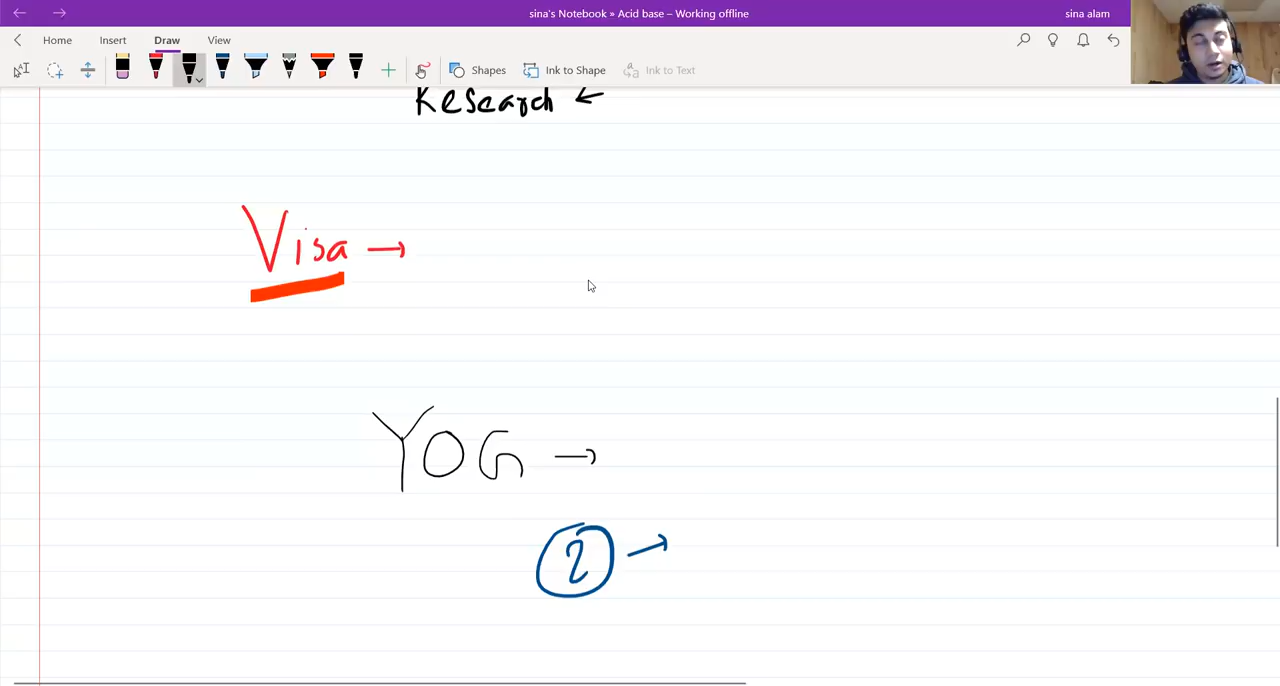 sina's Notebook » Acid base – Working offline
sina alam
Home Insert Draw View
Shapes Ink to Shape Ink to Text
Research ←
Visa →
YOG →
2 →